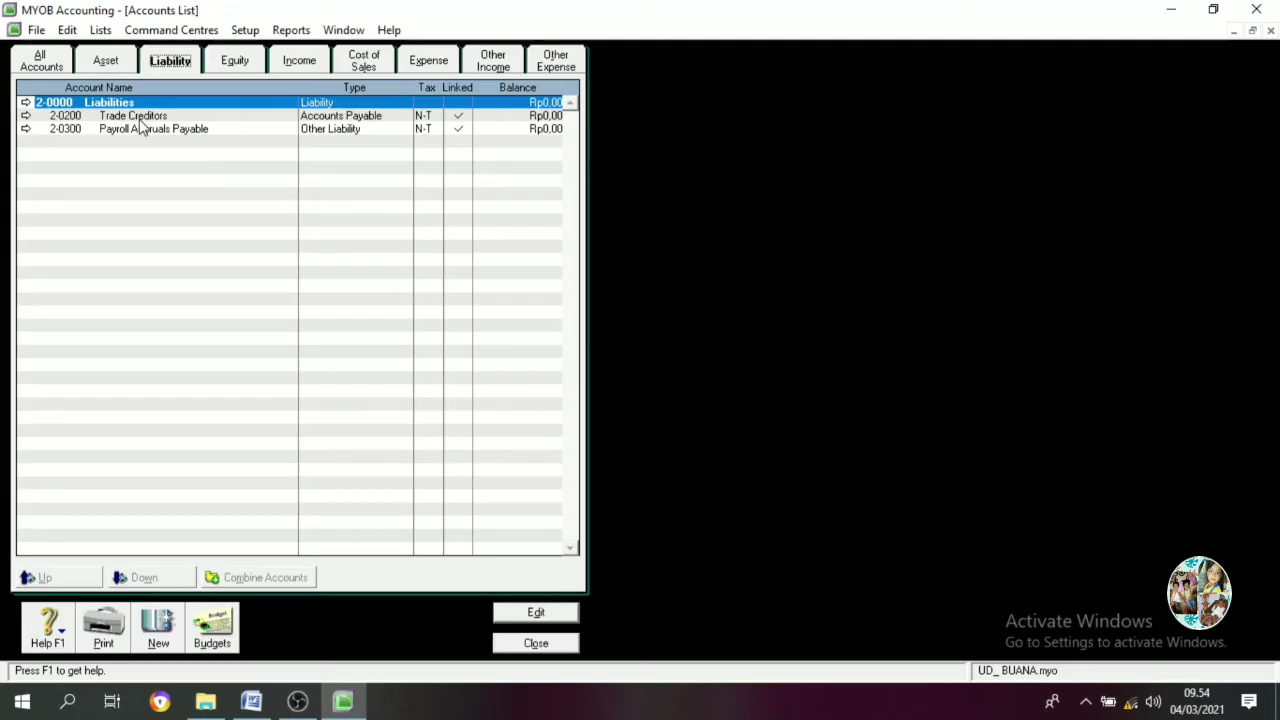 MYOB Accounting - [Accounts List]
File Edit Lists Command Centres Setup Reports Window Help
All Accounts Asset Liability Equity Income Cost of Sales Expense Other Income Other Expense
Account Name Type Tax Linked Balance
2-0000 Liabilities Liability Rp0,00
2-0200 Trade Creditors Accounts Payable N-T Rp0,00
2-0300 Payroll Accruals Payable Other Liability N-T Rp0,00
Up Down Combine Accounts
Help F1 Print New Budgets
Budget
Edit
Close
Activate Windows
Go to Settings to activate Windows.
Press F1 to get help.
UD_ BUANA.myo
09.54
04/03/2021